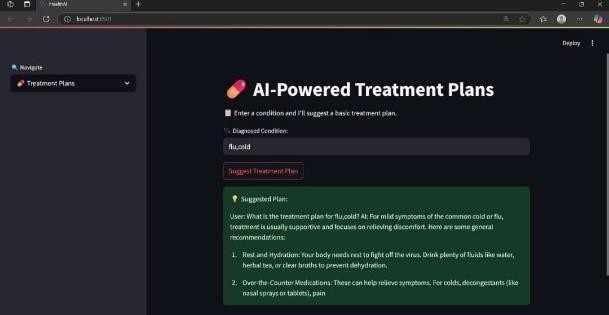 HealthAI
localhost:8501
Deploy
Navigate
Treatment Plans
AI-Powered Treatment Plans
Enter a condition and I'll suggest a basic treatment plan.
Diagnosed Condition:
flu,cold
Suggest Treatment Plan
Suggested Plan:
User: What is the treatment plan for flu,cold? AI: For mild symptoms of the common cold or flu,
treatment is usually supportive and focuses on relieving discomfort. Here are some general
recommendations:
1. Rest and Hydration: Your body needs rest to fight off the virus. Drink plenty of fluids like water,
herbal tea, or clear broths to prevent dehydration.
2. Over-the-Counter Medications: These can help relieve symptoms. For colds, decongestants (like
nasal sprays or tablets), pain